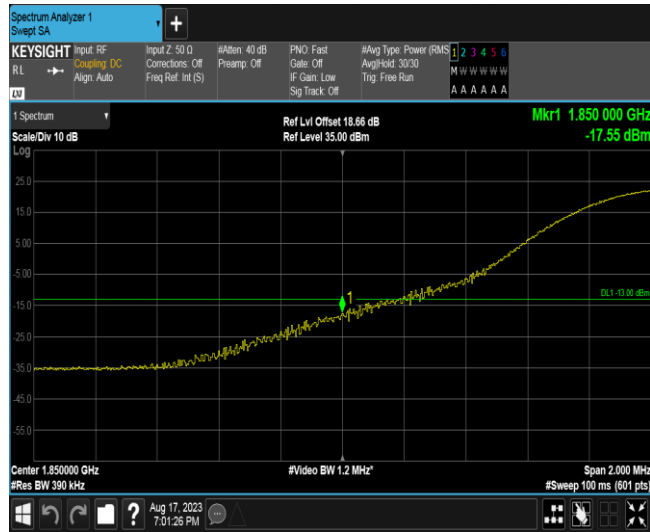 Spectrum Analyzer 1
Swept SA
+
KEYSIGHT
RL
LXI
Input: RF
Coupling: DC
Align: Auto
Input Z: 50 Ω
Corrections: Off
Freq Ref: Int (S)
#Atten: 40 dB
Preamp: Off
PNO: Fast
Gate: Off
IF Gain: Low
Sig Track: Off
#Avg Type: Power (RMS
Avg|Hold: 30/30
Trig: Free Run
1 2 3 4 5 6
M W W W W W
A A A A A A
1 Spectrum
Scale/Div 10 dB
Log
Ref Lvl Offset 18.66 dB
Ref Level 35.00 dBm
Mkr1 1.850 000 GHz
-17.55 dBm
25.0
15.0
5.00
-5.00
-15.0
-25.0
-35.0
-45.0
-55.0
1
DL1 -13.00 dBm
Center 1.85000 GHz
#Res BW 390 kHz
#Video BW 1.2 MHz*
Span 2.000 MHz
#Sweep 100 ms (601 pts)
?
Aug 17, 2023
7:01:26 PM